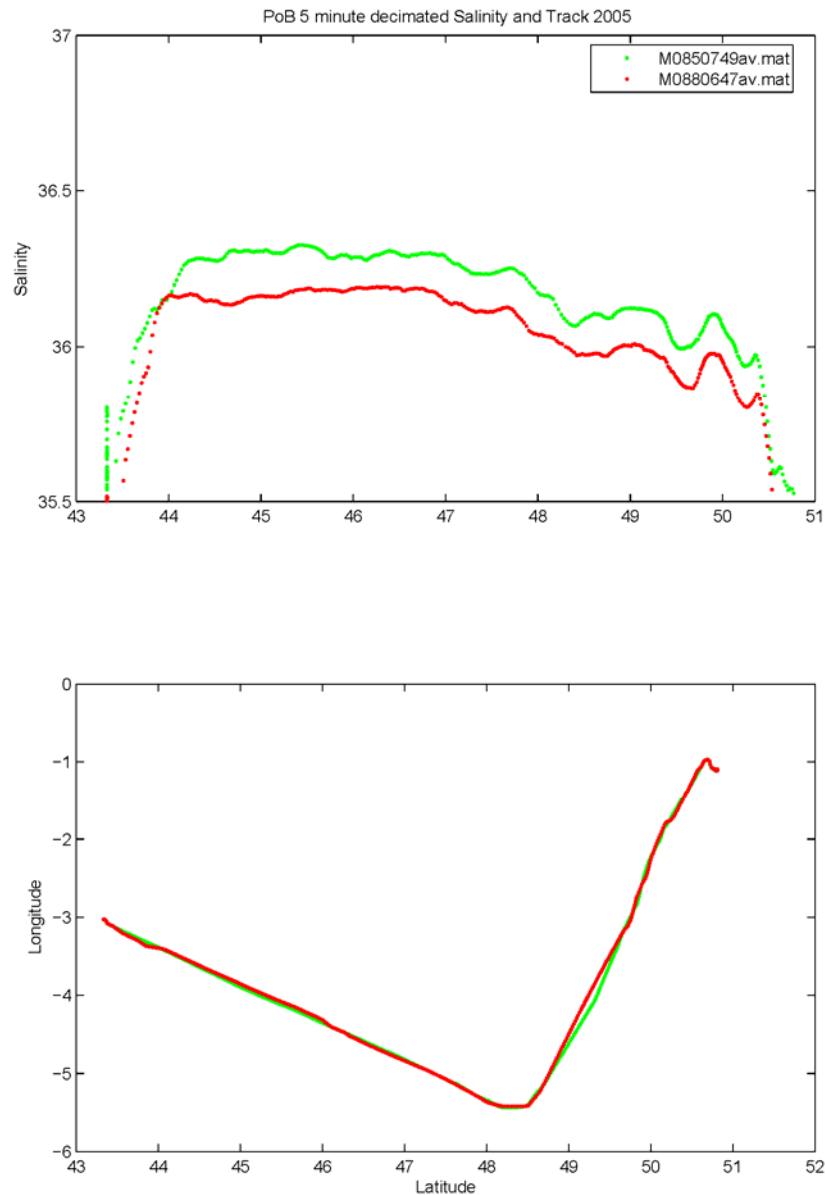 PoB 5 minute decimated Salinity and Track 2005
37
M0850749av.mat
M0880647av.mat
36.5
Salinity
36
35.5
43 44 45 46 47 48 49 50 51
0
−1
−2
−3
Longitude
−4
−5
−6
43 44 45 46 47 48 49 50 51 52
Latitude